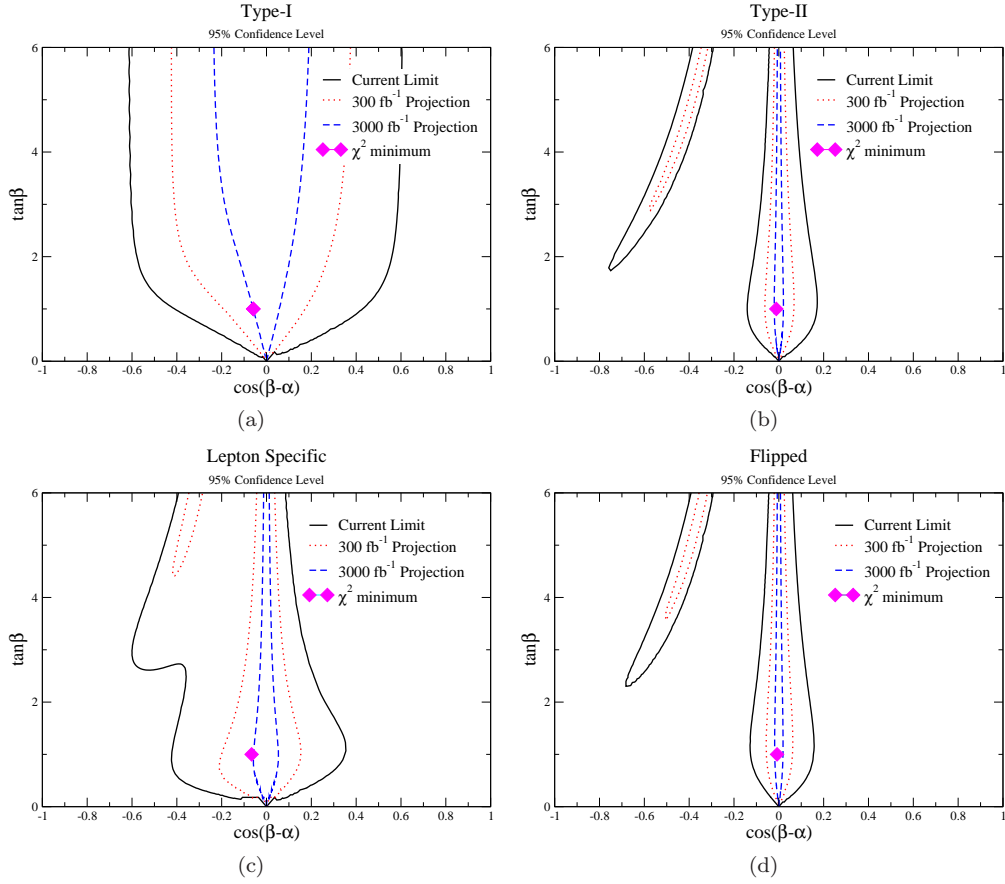 Type-I
95% Confidence Level
Current Limit
300 fb⁻¹ Projection
3000 fb⁻¹ Projection
χ² minimum
tanβ
6
4
2
0
-1 -0.8 -0.6 -0.4 -0.2 0 0.2 0.4 0.6 0.8 1
cos(β-α)
(a)
Type-II
95% Confidence Level
Current Limit
300 fb⁻¹ Projection
3000 fb⁻¹ Projection
χ² minimum
tanβ
6
4
2
0
-1 -0.8 -0.6 -0.4 -0.2 0 0.2 0.4 0.6 0.8 1
cos(β-α)
(b)
Lepton Specific
95% Confidence Level
Current Limit
300 fb⁻¹ Projection
3000 fb⁻¹ Projection
χ² minimum
tanβ
6
4
2
0
-1 -0.8 -0.6 -0.4 -0.2 0 0.2 0.4 0.6 0.8 1
cos(β-α)
(c)
Flipped
95% Confidence Level
Current Limit
300 fb⁻¹ Projection
3000 fb⁻¹ Projection
χ² minimum
tanβ
6
4
2
0
-1 -0.8 -0.6 -0.4 -0.2 0 0.2 0.4 0.6 0.8 1
cos(β-α)
(d)